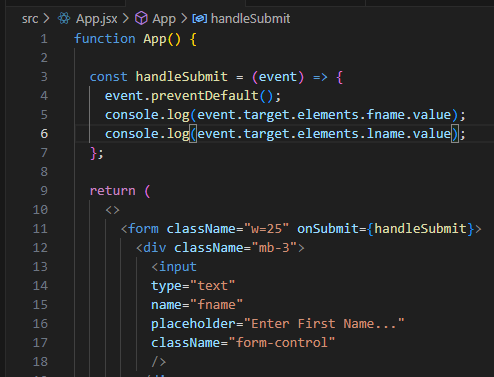 src > App.jsx > App > handleSubmit
1 function App() {
2
3 const handleSubmit = (event) => {
4 event.preventDefault();
5 console.log(event.target.elements.fname.value);
6 console.log(event.target.elements.lname.value);
7 };
8
9 return (
10 <>
11 <form className="w=25" onSubmit={handleSubmit}>
12 <div className="mb-3">
13 <input
14 type="text"
15 name="fname"
16 placeholder="Enter First Name..."
17 className="form-control"
18 />